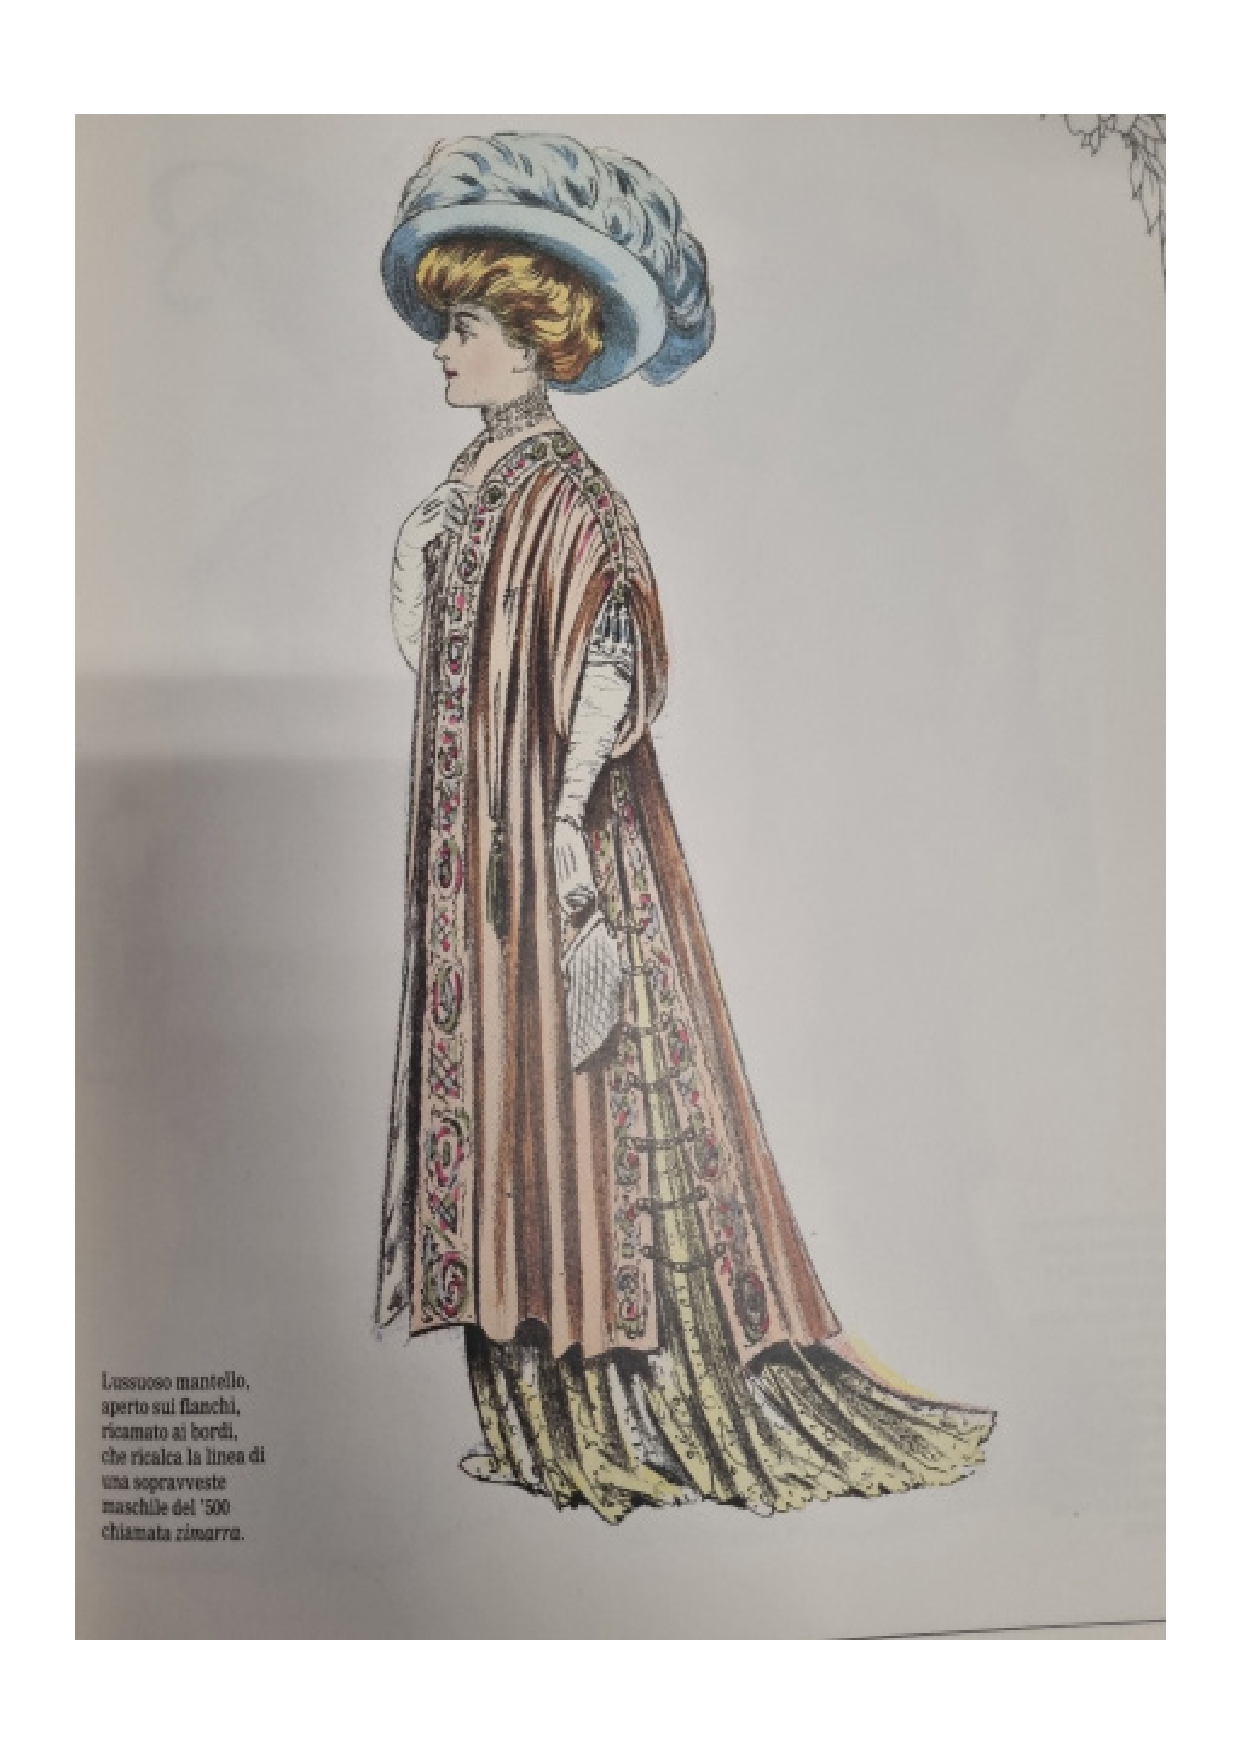 Lussuoso mantello,
aperto sui fianchi,
ricamato ai bordi,
che ricalca la linea di
una sopravveste
maschile del '500
chiamata zimarra.